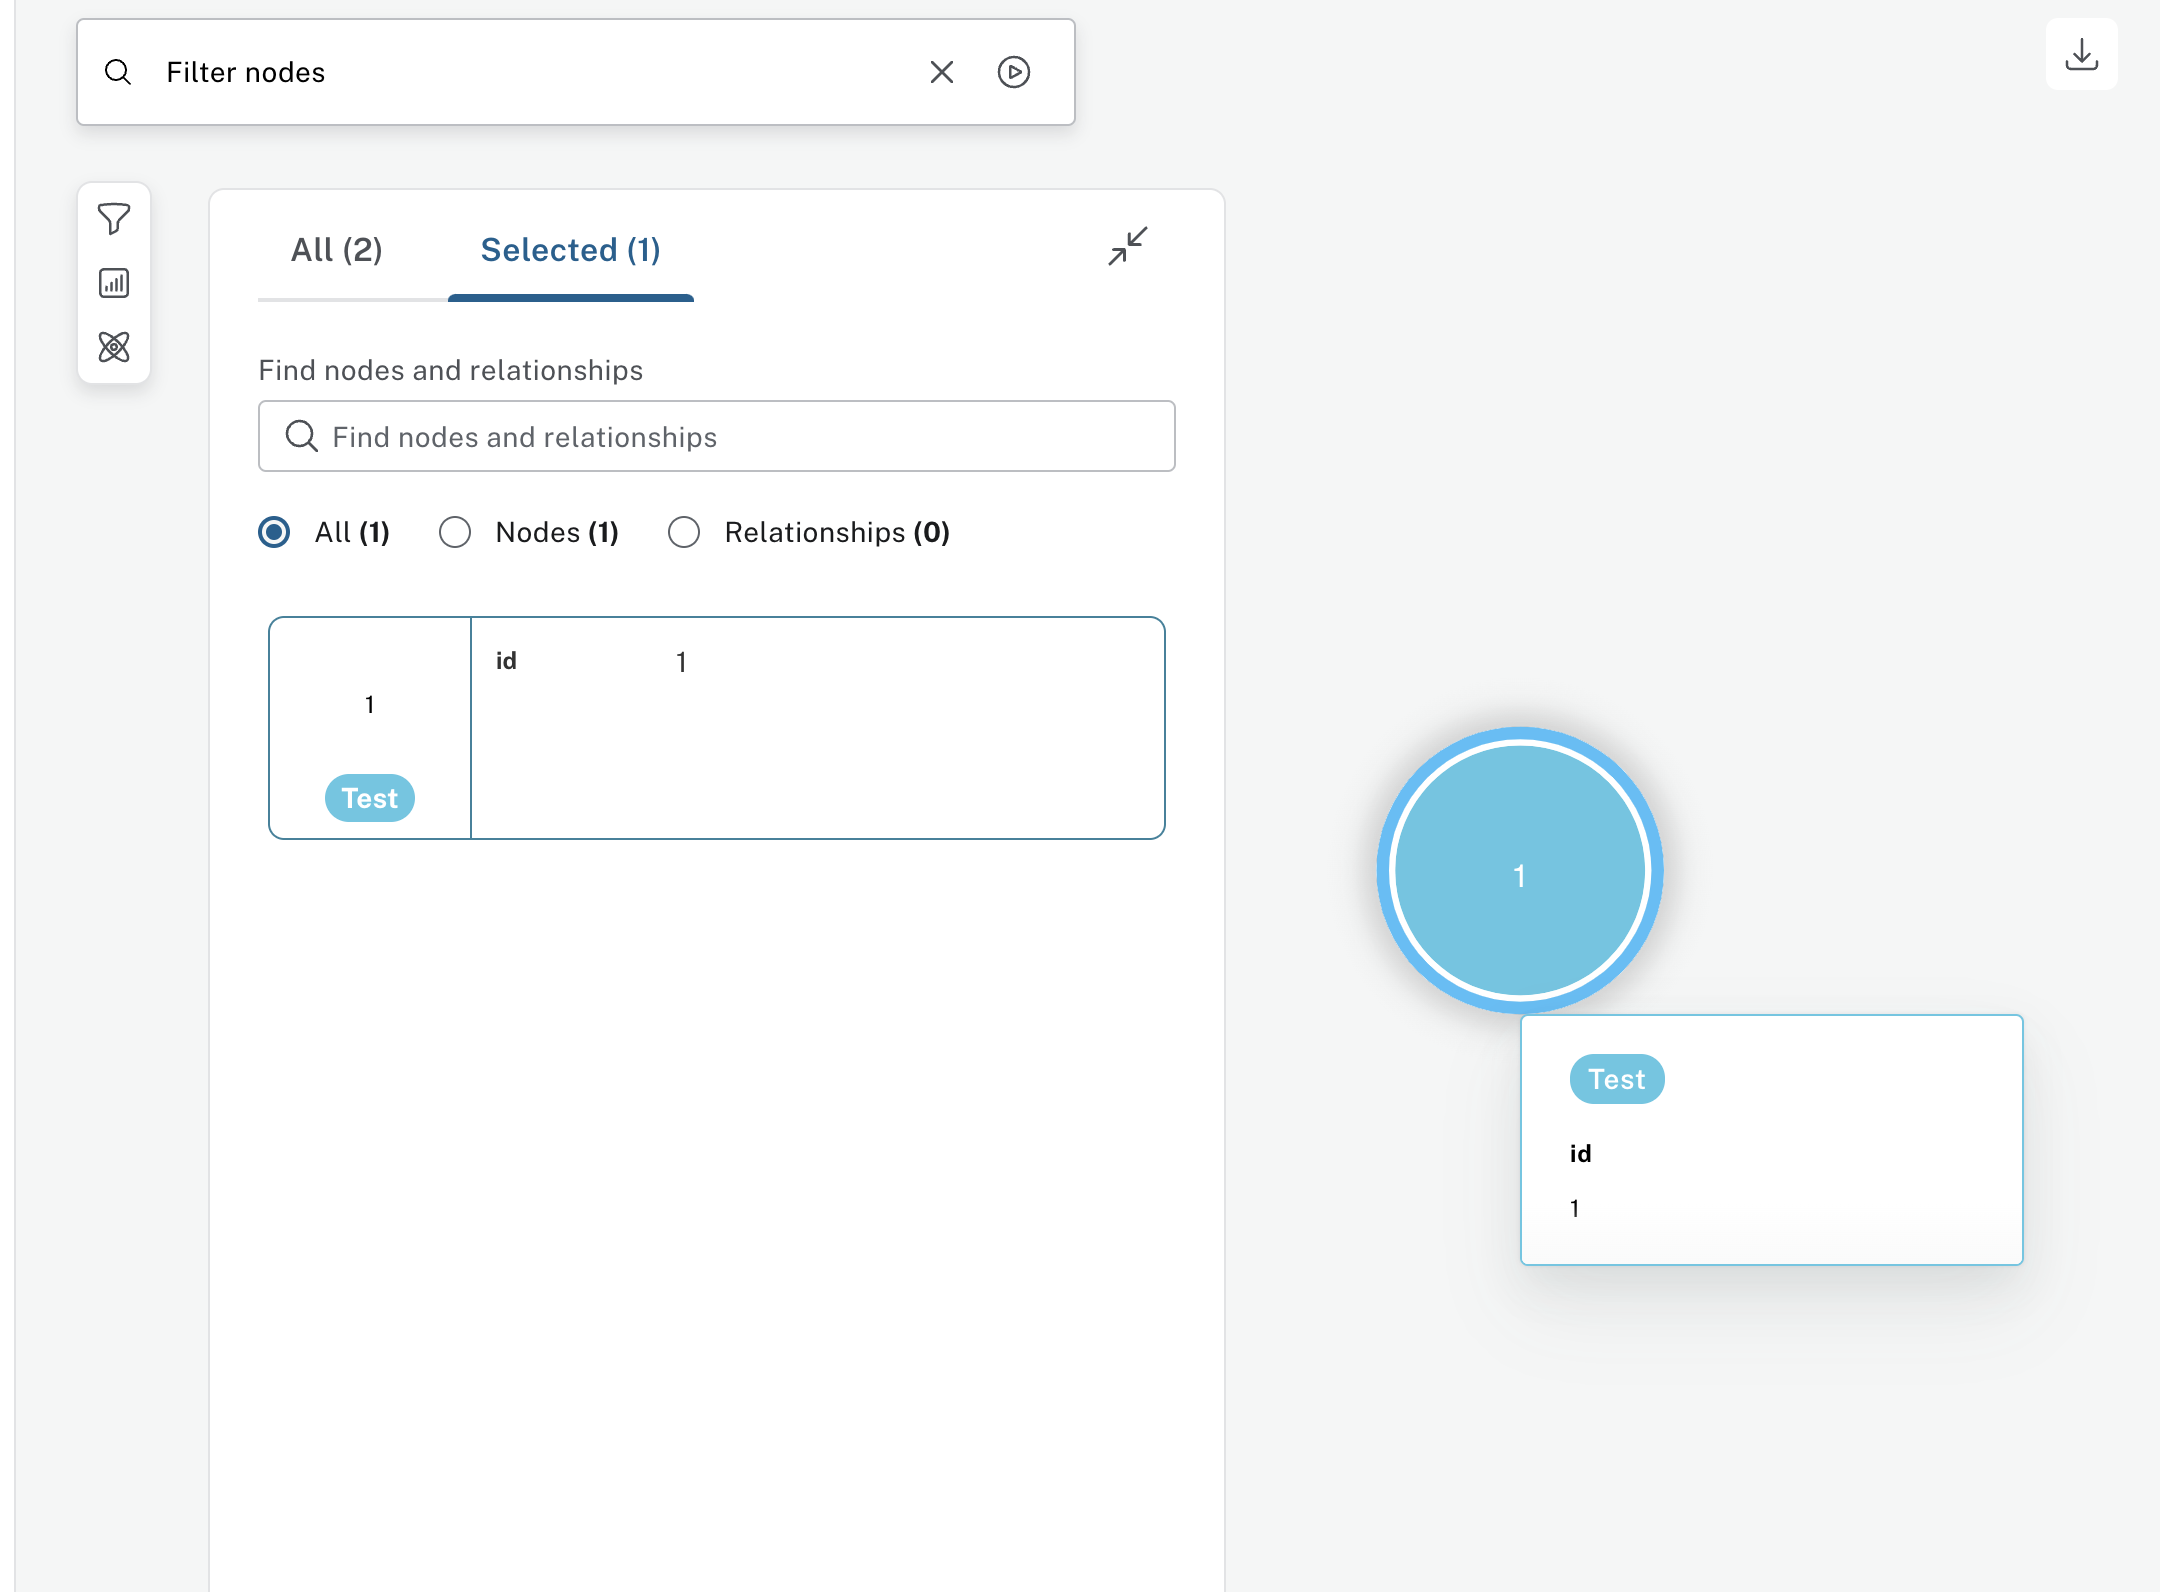 Filter nodes
All (2) Selected (1)
Find nodes and relationships
Find nodes and relationships
All (1) Nodes (1) Relationships (0)
id 1
1
Test
1
Test
id
1